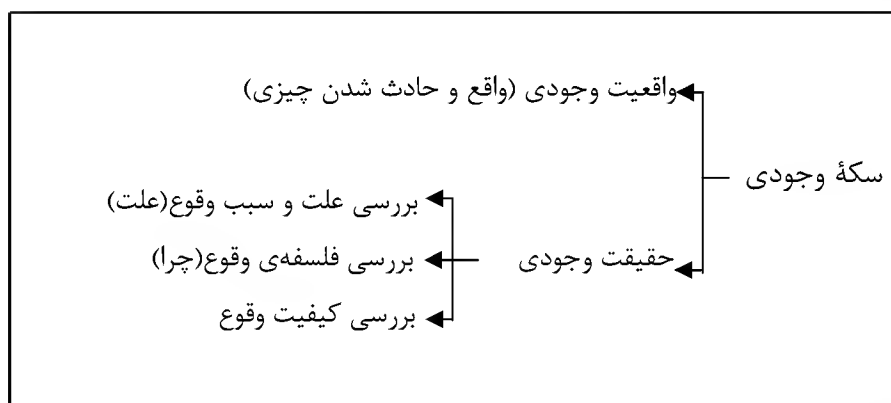 واقعیت وجودی (واقع و حادث شدن چیزی)
سکۀ وجودی
بررسی علت و سبب وقوع(علت)
حقیقت وجودی
بررسی فلسفه‌ی وقوع(چرا)
بررسی کیفیت وقوع